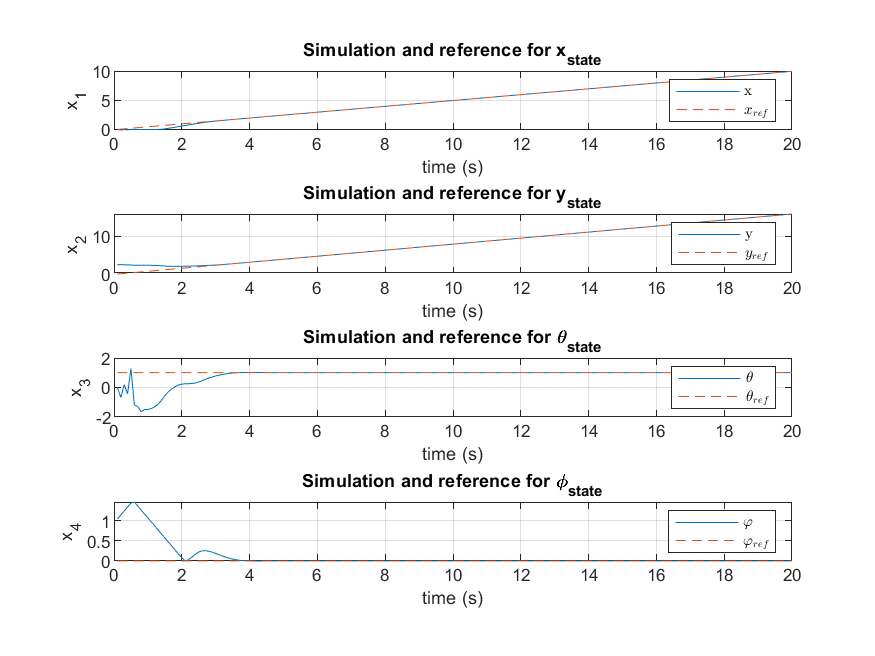 Simulation and reference for x_state
10
5
0
x_1
x
x_ref
0 2 4 6 8 10 12 14 16 18 20
time (s)
Simulation and reference for y_state
10
0
x_2
y
y_ref
0 2 4 6 8 10 12 14 16 18 20
time (s)
Simulation and reference for θ_state
2
0
-2
x_3
θ
θ_ref
0 2 4 6 8 10 12 14 16 18 20
time (s)
Simulation and reference for ϕ_state
1
0.5
0
x_4
φ
φ_ref
0 2 4 6 8 10 12 14 16 18 20
time (s)